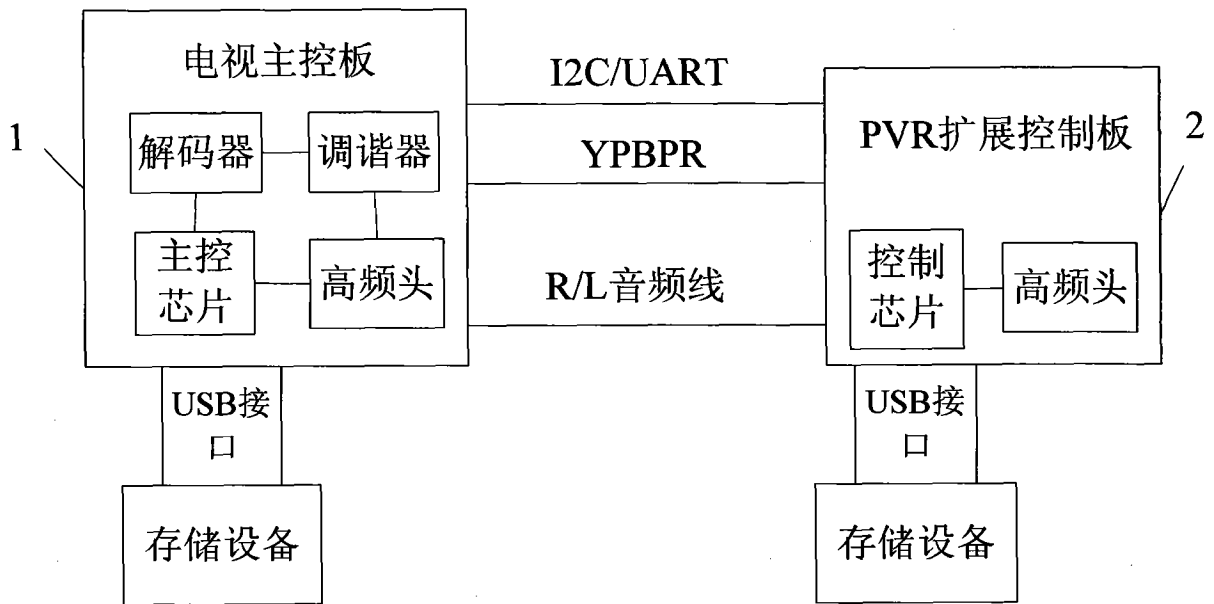 电视主控板
I2C/UART
1
解码器
调谐器
YPBPR
PVR扩展控制板
2
主控
芯片
高频头
R/L音频线
控制
芯片
高频头
USB接
口
USB接
口
存储设备
存储设备